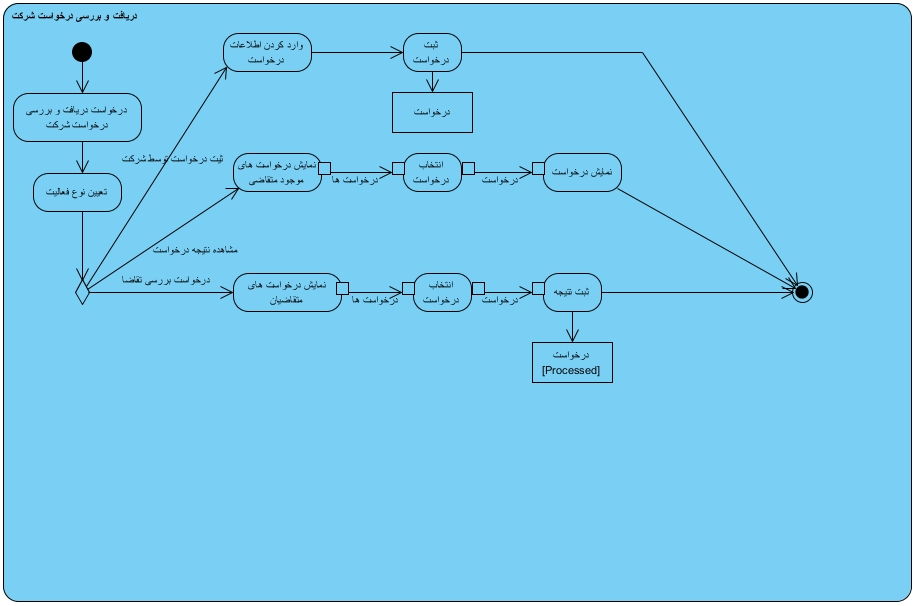 دریافت و بررسی درخواست شرکت
درخواست دریافت و بررسی
درخواست شرکت
تعیین نوع فعالیت
وارد کردن اطلاعات
درخواست
ثبت
درخواست
درخواست
ثبت درخواست توسط شرکت
نمایش درخواست های
موجود متقاضی
درخواست ها
انتخاب
درخواست
درخواست
نمایش درخواست
مشاهده نتیجه درخواست
درخواست بررسی تقاضا
نمایش درخواست های
متقاضیان
درخواست ها
انتخاب
درخواست
درخواست
ثبت نتیجه
درخواست
[Processed]